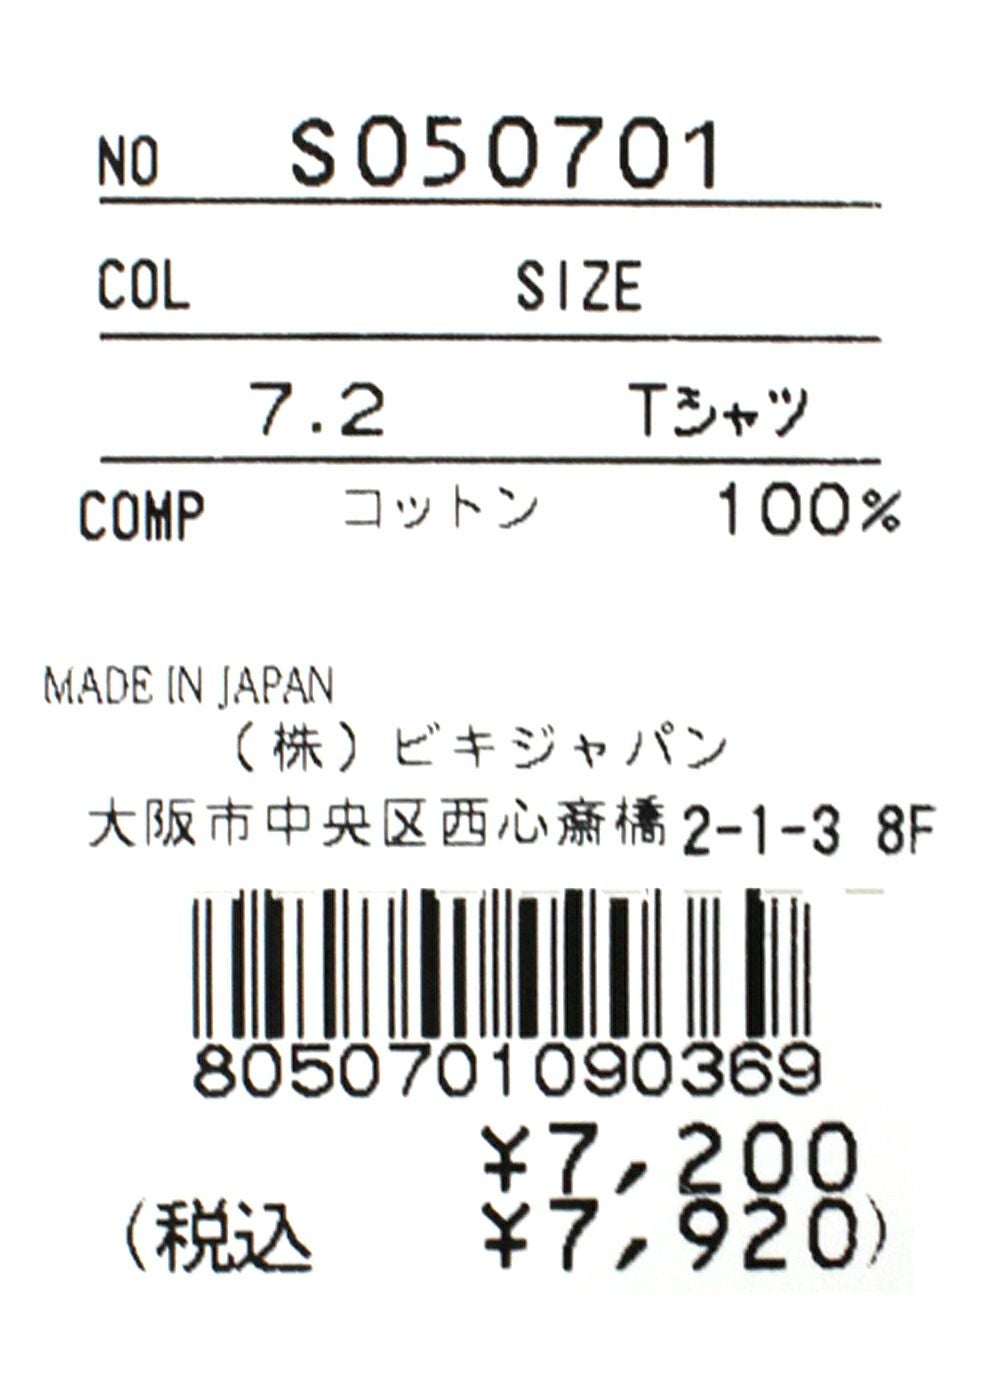 NO S050701
COL SIZE
7.2 Tシャツ
COMP コットン 100%
MADE IN JAPAN
(株)ビキジャパン
大阪市中央区西心斎橋2-1-3 8F
8050701090369
¥7,200
(税込 ¥7,920)